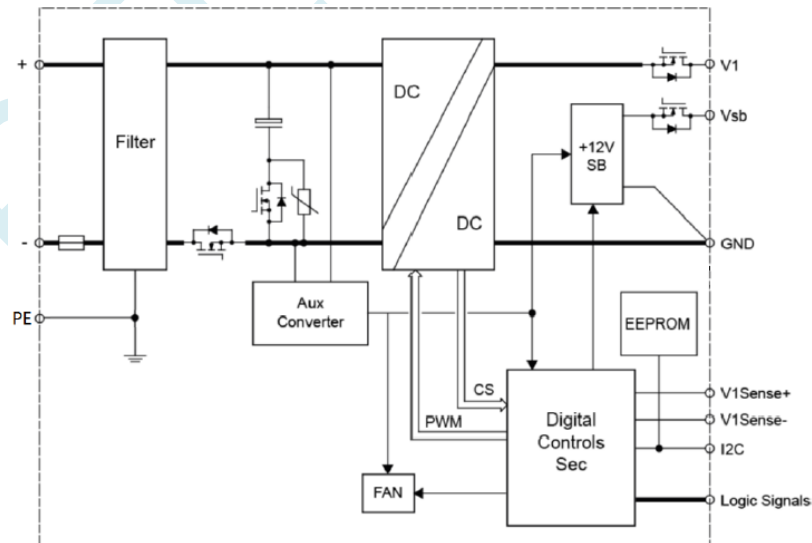 +
V1
DC
Vsb
Filter
+12V
SB
DC
-
GND
PE
Aux
Converter
EEPROM
CS
V1Sense+
PWM
Digital
Controls
Sec
V1Sense-
I2C
FAN
Logic Signals